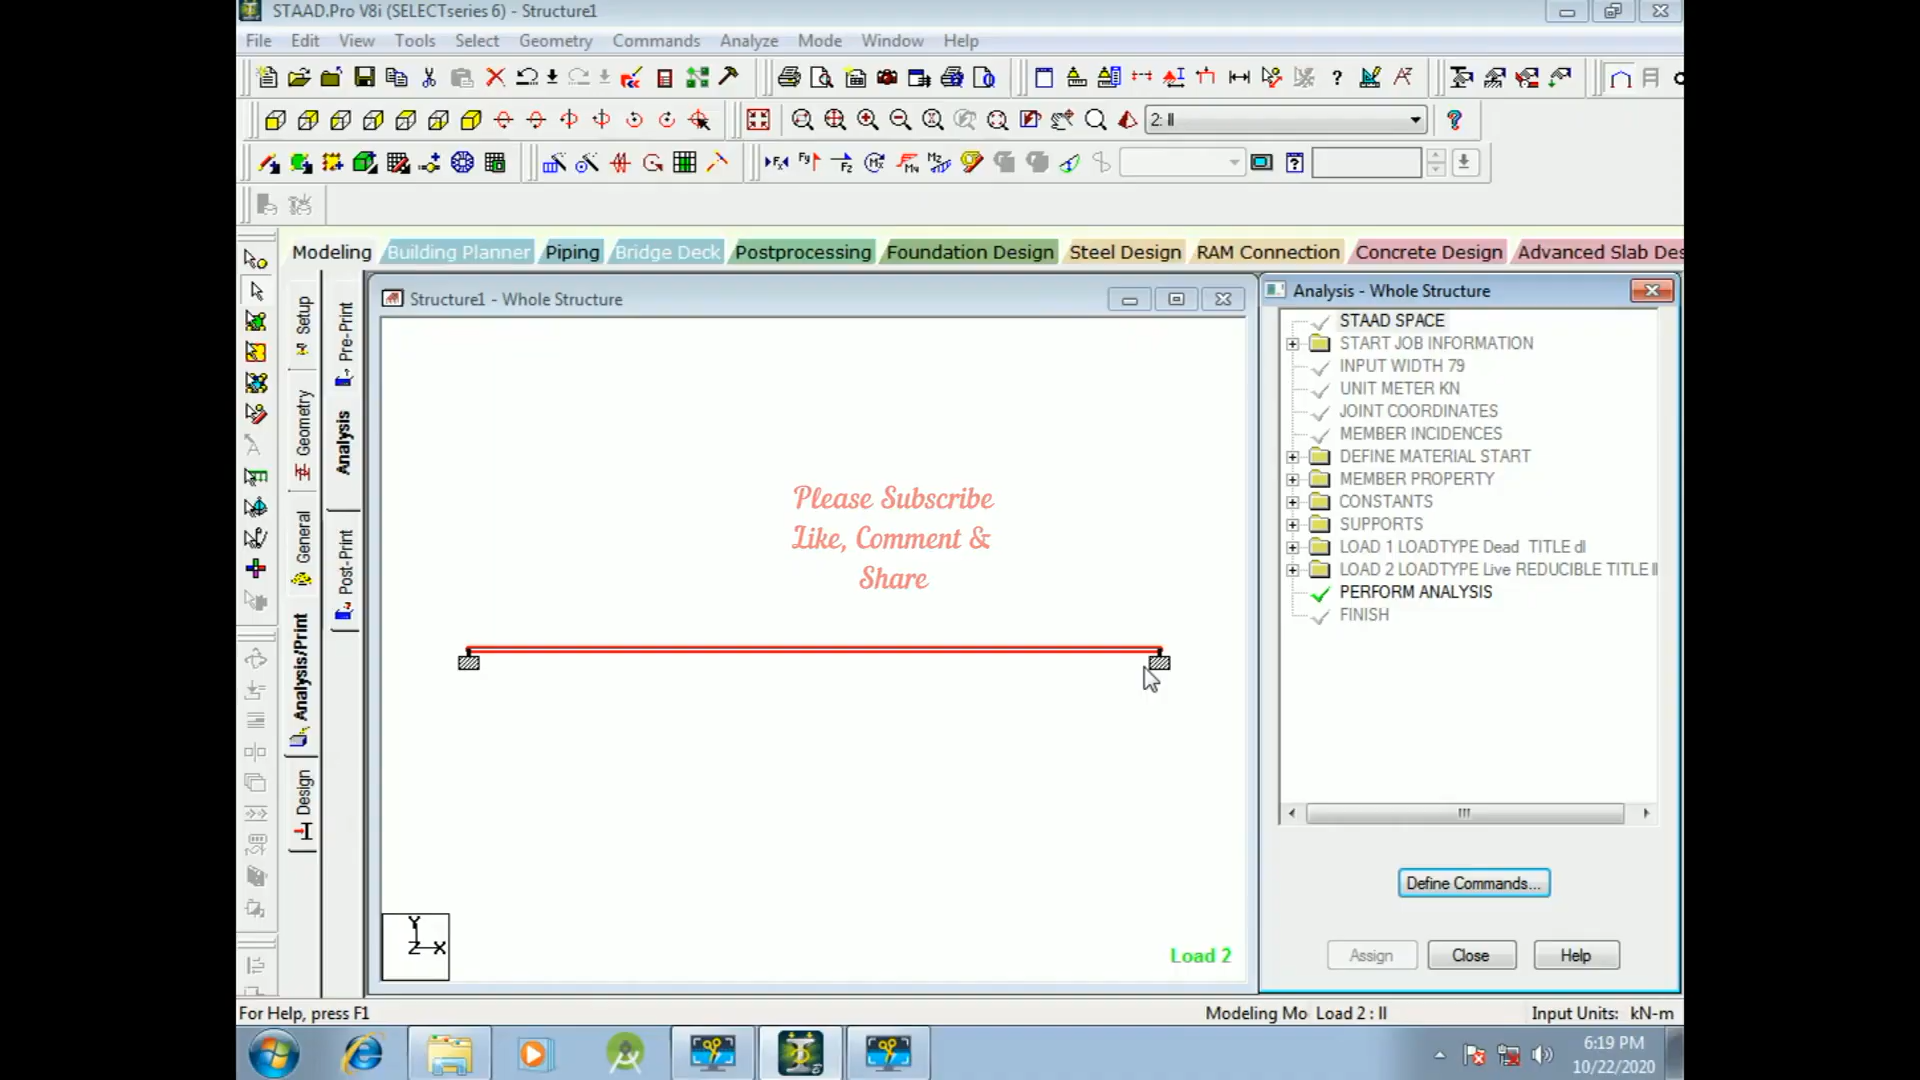 STAAD.Pro V8i (SELECTseries 6) - Structure1
File Edit View Tools Select Geometry Commands Analyze Mode Window Help
2: ll
Modeling Building Planner Piping Bridge Deck Postprocessing Foundation Design Steel Design RAM Connection Concrete Design Advanced Slab Des
Setup
Geometry
General
Analysis/Print
Design
Pre-Print
Analysis
Post-Print
Structure1 - Whole Structure
Please Subscribe
Like, Comment &
Share
Y
Z X
Load 2
Analysis - Whole Structure
STAAD SPACE
START JOB INFORMATION
INPUT WIDTH 79
UNIT METER KN
JOINT COORDINATES
MEMBER INCIDENCES
DEFINE MATERIAL START
MEMBER PROPERTY
CONSTANTS
SUPPORTS
LOAD 1 LOADTYPE Dead TITLE dl
LOAD 2 LOADTYPE Live REDUCIBLE TITLE ll
PERFORM ANALYSIS
FINISH
Define Commands...
Assign Close Help
For Help, press F1
Modeling Mo Load 2 : ll Input Units: kN-m
6:19 PM
10/22/2020